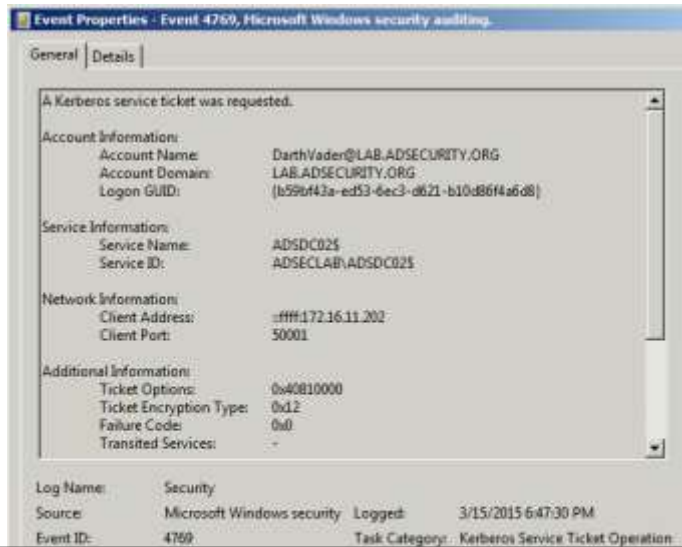 Event Properties - Event 4769, Microsoft Windows security auditing.
General Details
A Kerberos service ticket was requested.
Account Information:
Account Name: DarthVader@LAB.ADSECURITY.ORG
Account Domain: LAB.ADSECURITY.ORG
Logon GUID: {b59bf43a-ed53-6ec3-d621-b10d86f4a6d8}
Service Information:
Service Name: ADSDC02$
Service ID: ADSECLAB\ADSDC02$
Network Information:
Client Address: ::ffff:172.16.11.202
Client Port: 50001
Additional Information:
Ticket Options: 0x40810000
Ticket Encryption Type: 0x12
Failure Code: 0x0
Transited Services: -
Log Name: Security
Source: Microsoft Windows security Logged: 3/15/2015 6:47:30 PM
Event ID: 4769 Task Category: Kerberos Service Ticket Operation